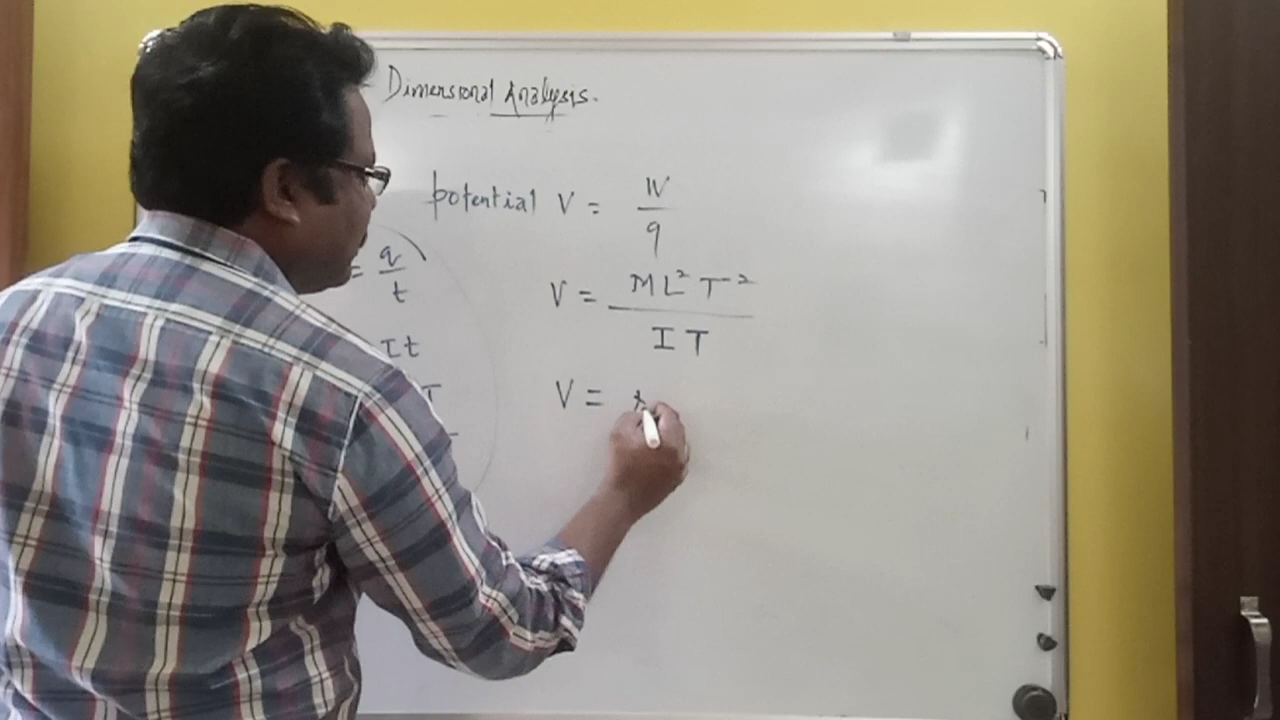 Dimensional Analysis.
potential V = W/q
= q/t
V = ML² T⁻²/I T
It
V =
T